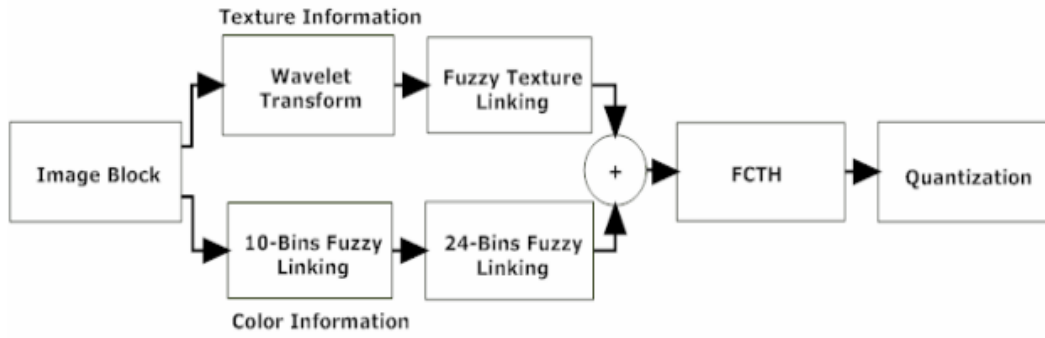 Texture Information
Wavelet
Transform
Fuzzy Texture
Linking
Image Block
+
FCTH
Quantization
10-Bins Fuzzy
Linking
24-Bins Fuzzy
Linking
Color Information